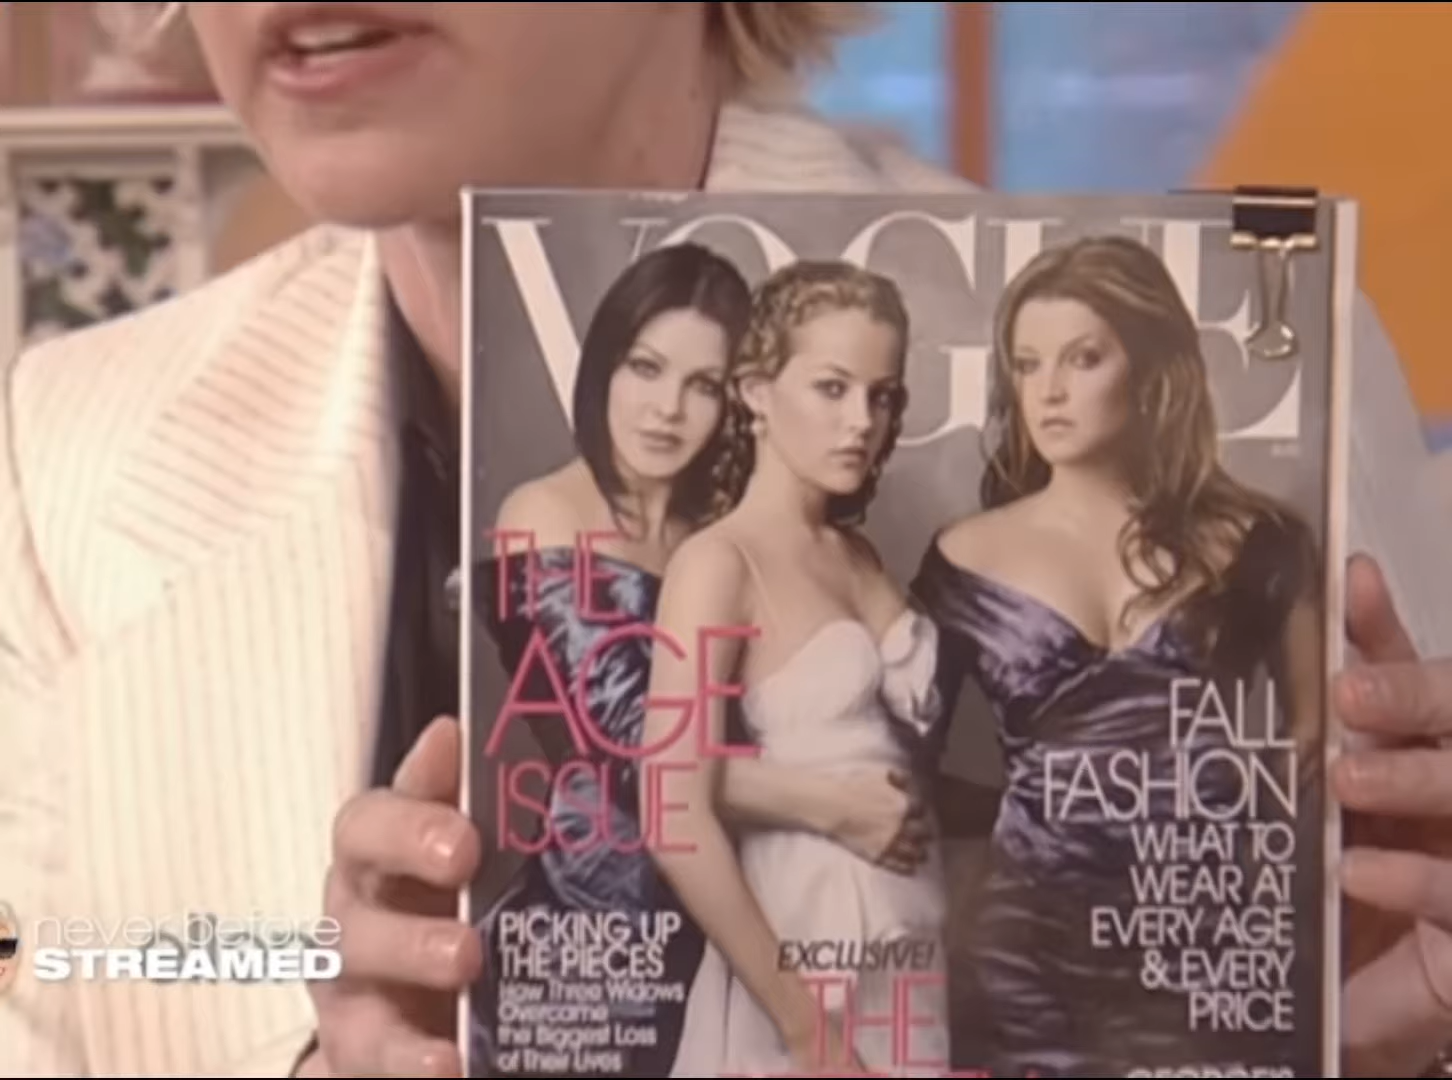 VOGUE
THE
AGE
ISSUE
FALL
FASHION
WHAT TO
WEAR AT
EVERY AGE
& EVERY
PRICE
PICKING UP
THE PIECES
How Three Widows
Overcame
the Biggest Loss
of Their Lives
EXCLUSIVE!
THE
never before
STREAMED